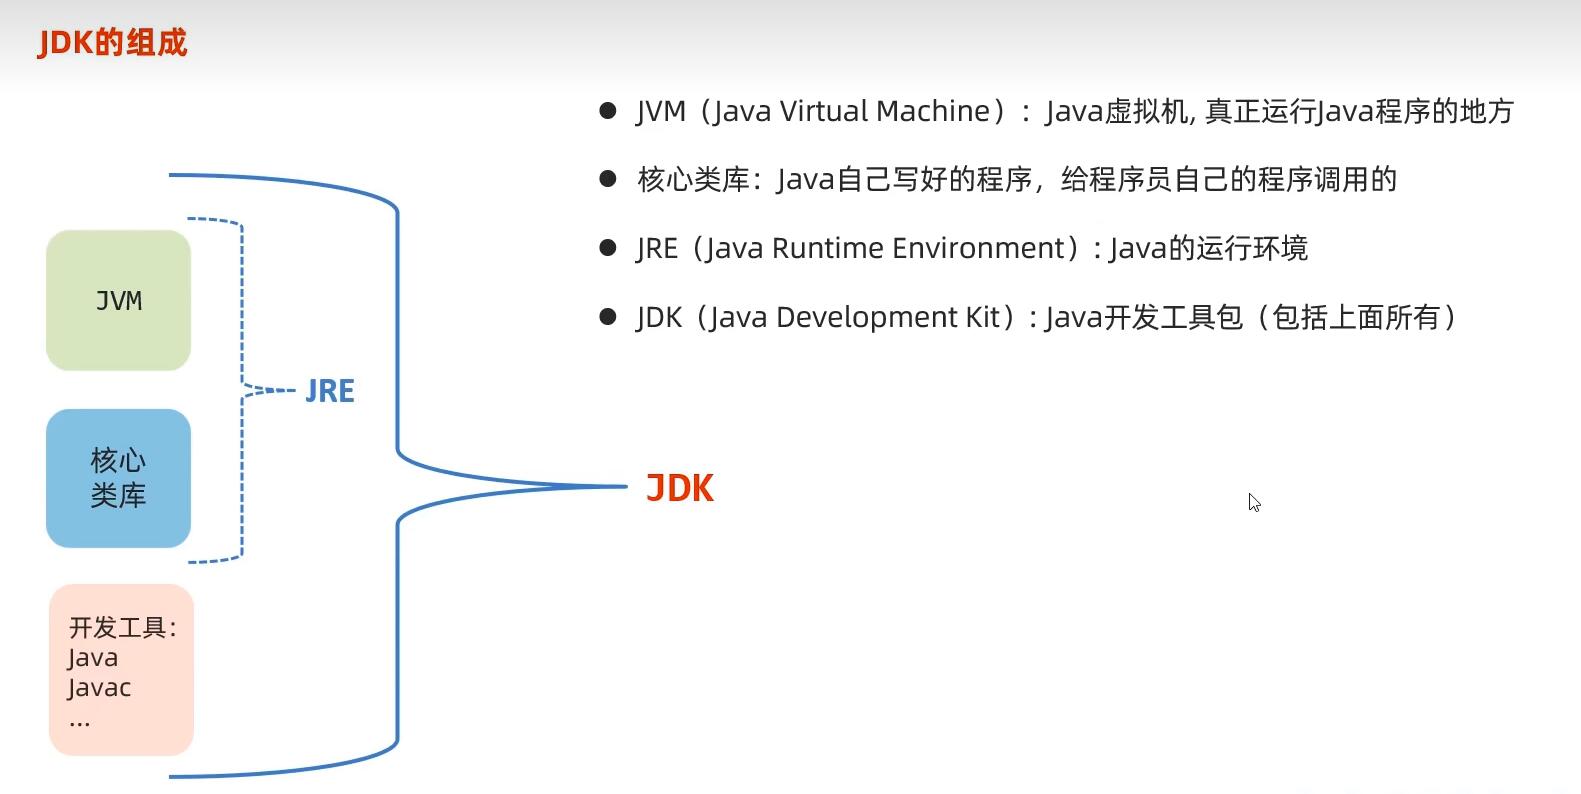 JDK的组成
JVM（Java Virtual Machine）：Java虚拟机, 真正运行Java程序的地方
核心类库：Java自己写好的程序，给程序员自己的程序调用的
JRE（Java Runtime Environment）: Java的运行环境
JDK（Java Development Kit）: Java开发工具包（包括上面所有）
JVM
JRE
核心
类库
JDK
开发工具：
Java
Javac
...